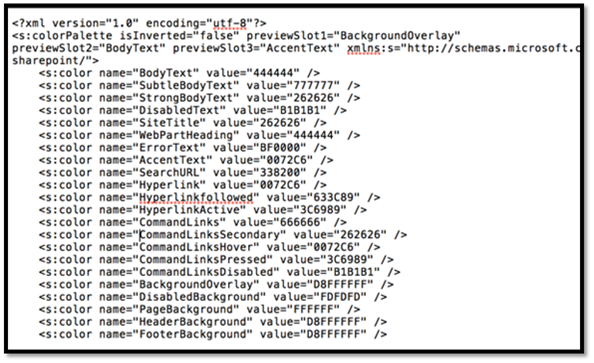 <?xml version="1.0" encoding="utf-8"?>
<s:colorPalette isInverted="false" previewSlot1="BackgroundOverlay"
previewSlot2="BodyText" previewSlot3="AccentText" xmlns:s="http://schemas.microsoft.c
sharepoint/">
    <s:color name="BodyText" value="444444" />
    <s:color name="SubtleBodyText" value="777777" />
    <s:color name="StrongBodyText" value="262626" />
    <s:color name="DisabledText" value="B1B1B1" />
    <s:color name="SiteTitle" value="262626" />
    <s:color name="WebPartHeading" value="444444" />
    <s:color name="ErrorText" value="BF0000" />
    <s:color name="AccentText" value="0072C6" />
    <s:color name="SearchURL" value="338200" />
    <s:color name="Hyperlink" value="0072C6" />
    <s:color name="Hyperlinkfollowed" value="633C89" />
    <s:color name="HyperlinkActive" value="3C6989" />
    <s:color name="CommandLinks" value="666666" />
    <s:color name="CommandLinksSecondary" value="262626" />
    <s:color name="CommandLinksHover" value="0072C6" />
    <s:color name="CommandLinksPressed" value="3C6989" />
    <s:color name="CommandLinksDisabled" value="B1B1B1" />
    <s:color name="BackgroundOverlay" value="D8FFFFFF" />
    <s:color name="DisabledBackground" value="FDFDFD" />
    <s:color name="PageBackground" value="FFFFFF" />
    <s:color name="HeaderBackground" value="D8FFFFFF" />
    <s:color name="FooterBackground" value="D8FFFFFF" />